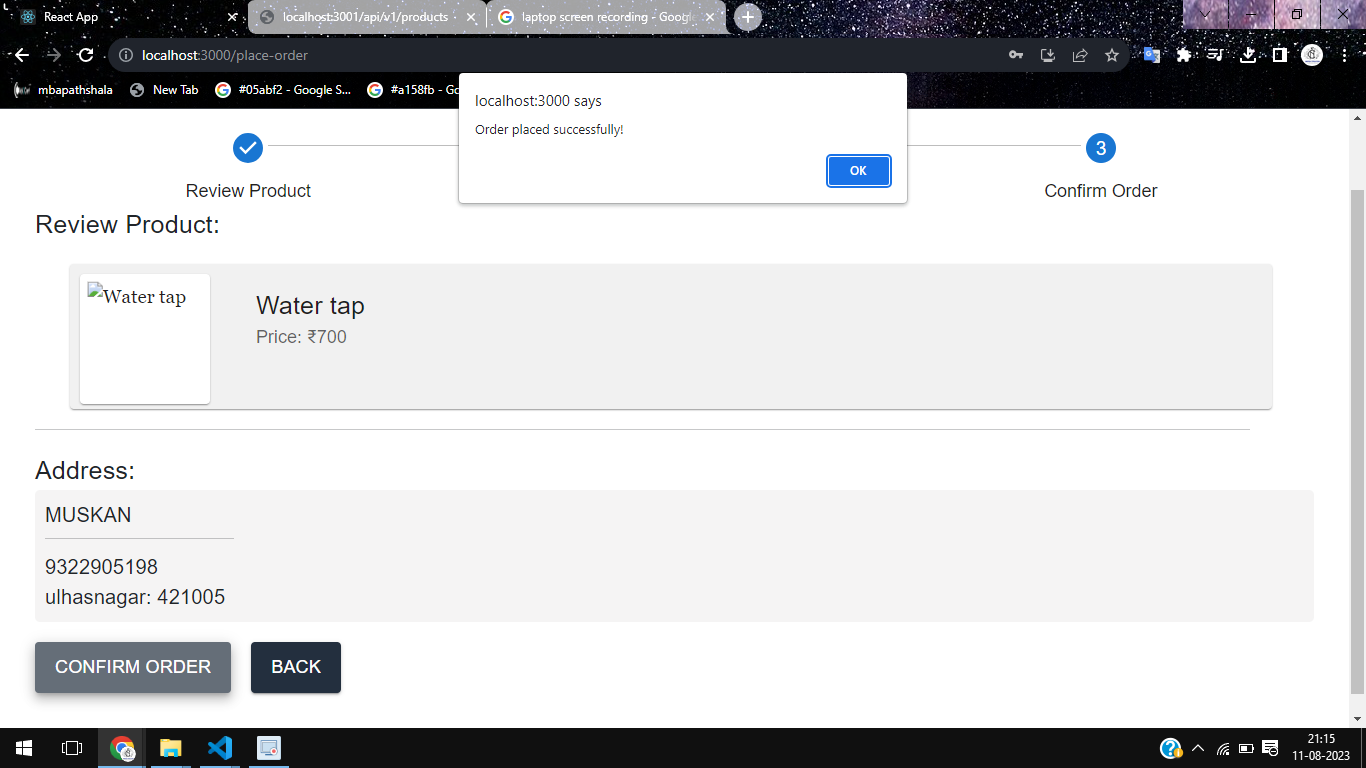 React App
localhost:3001/api/v1/products
laptop screen recording - Google
localhost:3000/place-order
mbapathshala
New Tab
#05abf2 - Google S...
#a158fb - Go
localhost:3000 says
Order placed successfully!
OK
3
Review Product
Confirm Order
Review Product:
Water tap
Water tap
Price: ₹700
Address:
MUSKAN
9322905198
ulhasnagar: 421005
CONFIRM ORDER
BACK
21:15
11-08-2023